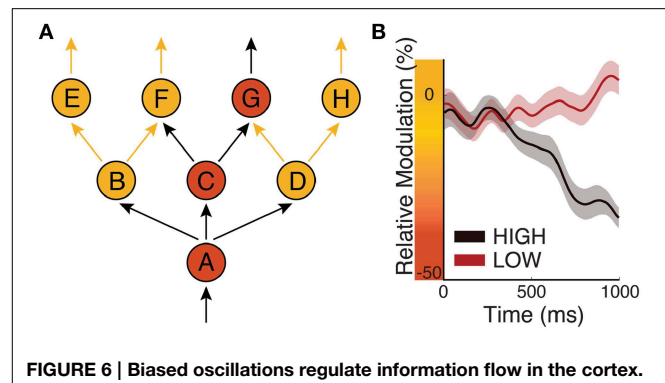 A
E F G H
B C D
A
B
Relative Modulation (%)
0
-50
HIGH
LOW
0 500 1000
Time (ms)
FIGURE 6 | Biased oscillations regulate information flow in the cortex.